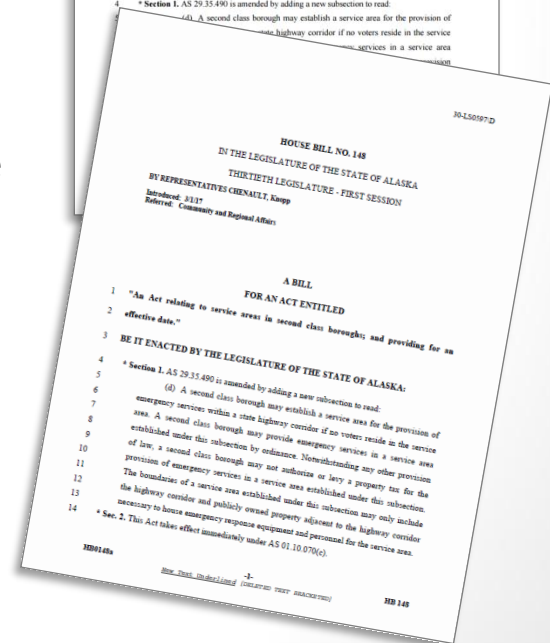 4 * Section 1. AS 29.35.490 is amended by adding a new subsection to read:
(d) A second class borough may establish a service area for the provision of
state highway corridor if no voters reside in the service
services in a service area
30-LS0597\D
HOUSE BILL NO. 148
IN THE LEGISLATURE OF THE STATE OF ALASKA
THIRTIETH LEGISLATURE - FIRST SESSION
BY REPRESENTATIVES CHENAULT, Knopp
Introduced: 3/1/17
Referred: Community and Regional Affairs
A BILL
FOR AN ACT ENTITLED
1 "An Act relating to service areas in second class boroughs; and providing for an
2 effective date."
3 BE IT ENACTED BY THE LEGISLATURE OF THE STATE OF ALASKA:
4 * Section 1. AS 29.35.490 is amended by adding a new subsection to read:
5 (d) A second class borough may establish a service area for the provision of
6 emergency services within a state highway corridor if no voters reside in the service
7 area. A second class borough may provide emergency services in a service area
8 established under this subsection by ordinance. Notwithstanding any other provision
9 of law, a second class borough may not authorize or levy a property tax for the
10 provision of emergency services in a service area established under this subsection.
11 The boundaries of a service area established under this subsection may only include
12 the highway corridor and publicly owned property adjacent to the highway corridor
13 necessary to house emergency response equipment and personnel for the service area.
14 * Sec. 2. This Act takes effect immediately under AS 01.10.070(c).
HB0148a -1- HB 148
New Text Underlined [DELETED TEXT BRACKETED]